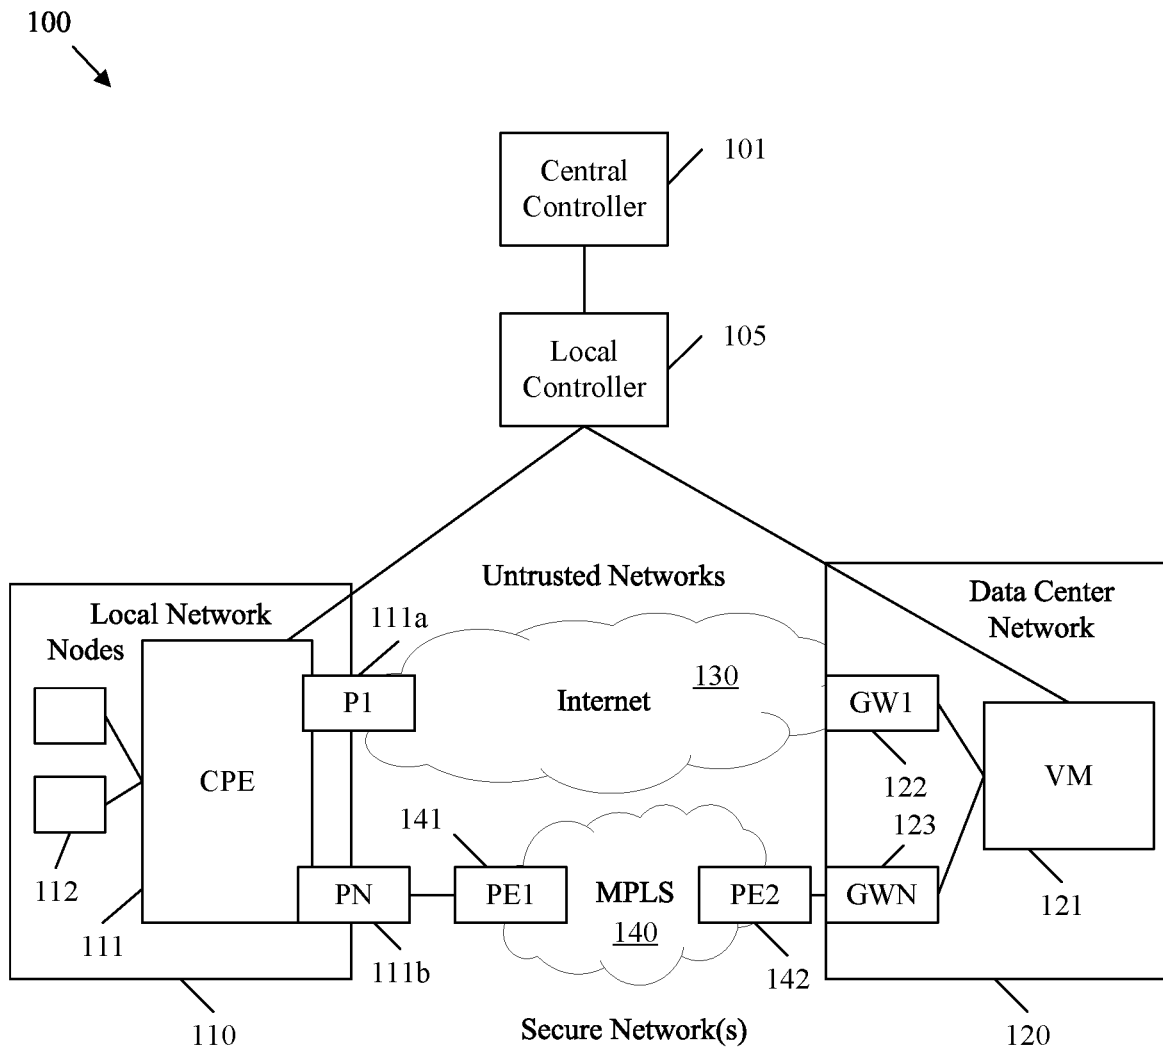 100
Central
Controller
101
Local
Controller
105
Untrusted Networks
Local Network
Nodes
111a
P1
CPE
112
111
110
PN
111b
Internet
130
141
PE1
MPLS
140
PE2
142
Secure Network(s)
Data Center
Network
GW1
122
123
GWN
VM
121
120